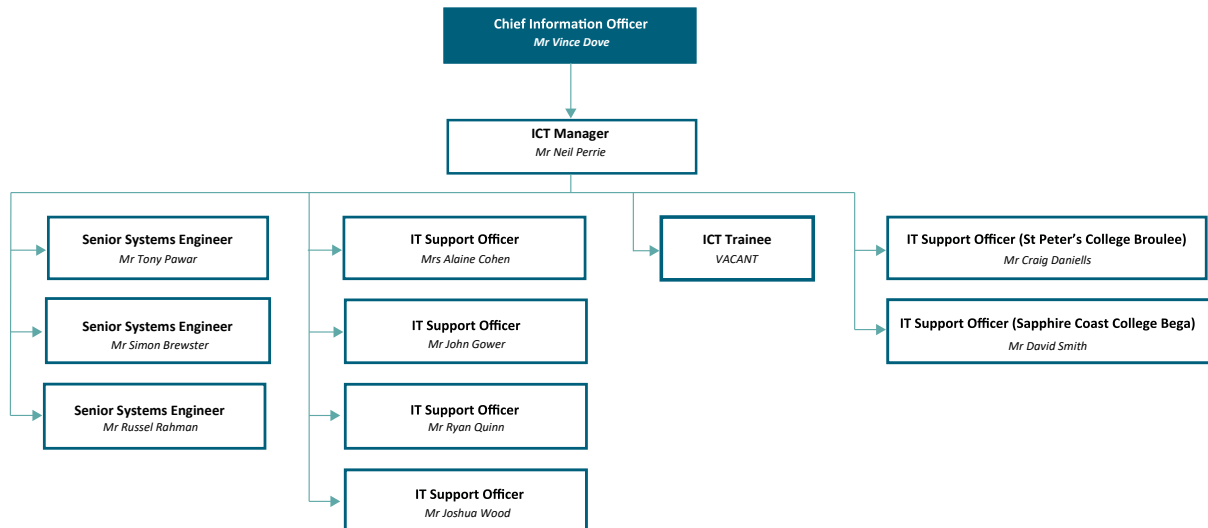 Chief Information Officer
Mr Vince Dove
ICT Manager
Mr Neil Perrie
Senior Systems Engineer
Mr Tony Pawar
Senior Systems Engineer
Mr Simon Brewster
Senior Systems Engineer
Mr Russel Rahman
IT Support Officer
Mrs Alaine Cohen
IT Support Officer
Mr John Gower
IT Support Officer
Mr Ryan Quinn
IT Support Officer
Mr Joshua Wood
ICT Trainee
VACANT
IT Support Officer (St Peter’s College Broulee)
Mr Craig Daniells
IT Support Officer (Sapphire Coast College Bega)
Mr David Smith